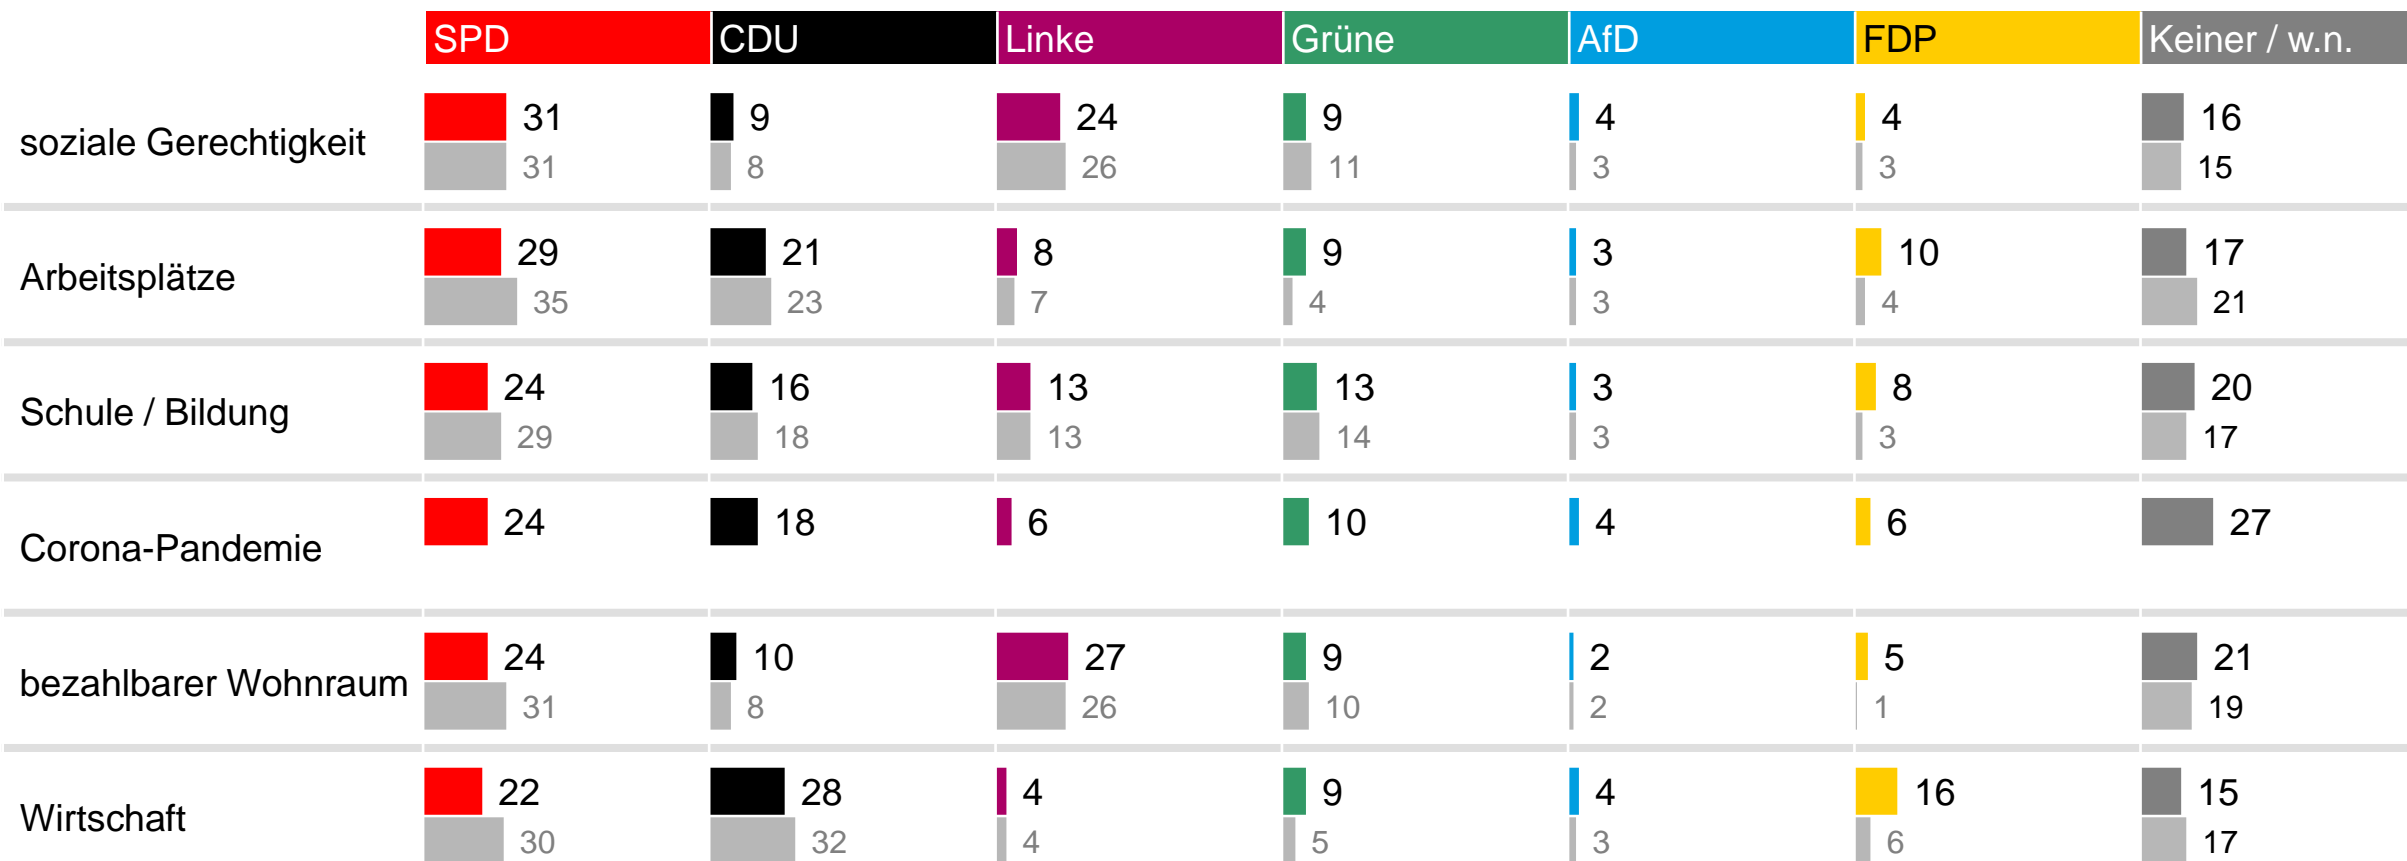 SPD CDU Linke Grüne AfD FDP Keiner / w.n.
soziale Gerechtigkeit 31 9 24 9 4 4 16
31 8 26 11 3 3 15
Arbeitsplätze 29 21 8 9 3 10 17
35 23 7 4 3 4 21
Schule / Bildung 24 16 13 13 3 8 20
29 18 13 14 3 3 17
Corona-Pandemie 24 18 6 10 4 6 27
bezahlbarer Wohnraum 24 10 27 9 2 5 21
31 8 26 10 2 1 19
Wirtschaft 22 28 4 9 4 16 15
30 32 4 5 3 6 17